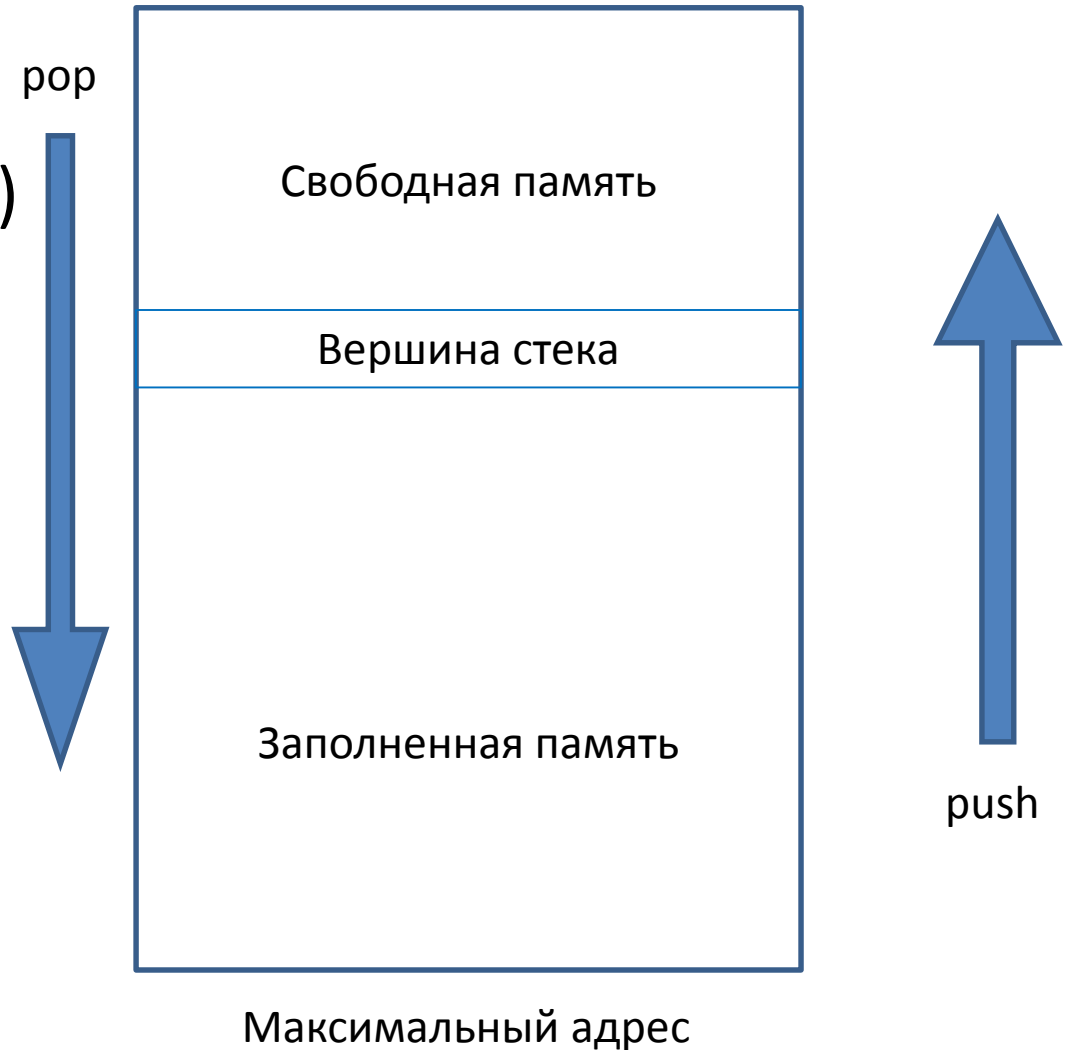 pop
)
Свободная память
Вершина стека
Заполненная память
push
Максимальный адрес